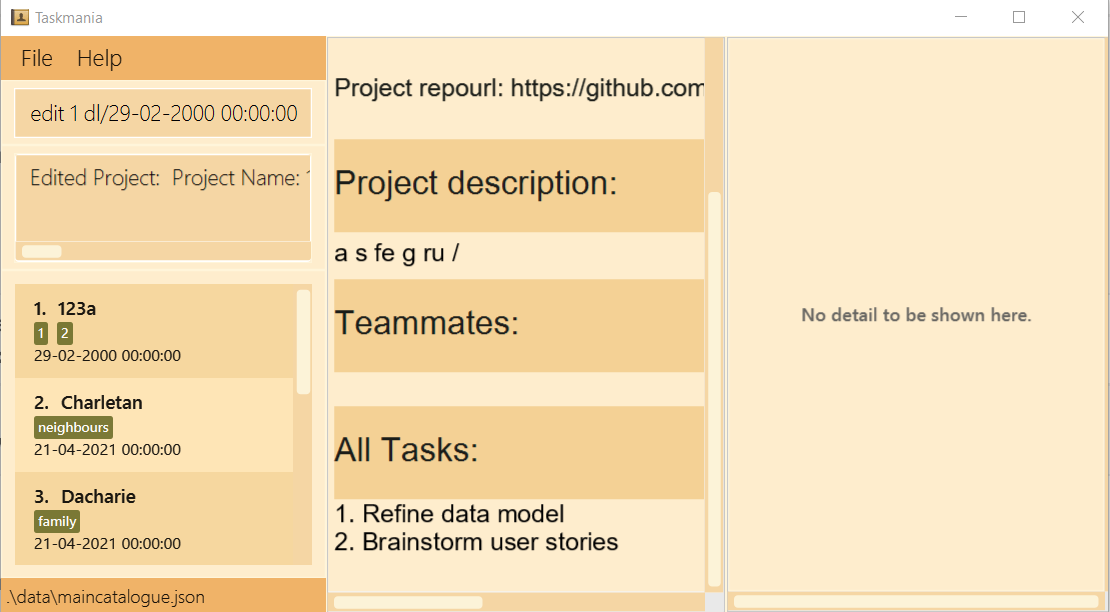 Taskmania
File Help
edit 1 dl/29-02-2000 00:00:00
Edited Project: Project Name:
1. 123a
1 2
29-02-2000 00:00:00
2. Charletan
neighbours
21-04-2021 00:00:00
3. Dacharie
family
21-04-2021 00:00:00
.\data\maincatalogue.json
Project repourl: https://github.com
Project description:
a s fe g ru /
Teammates:
All Tasks:
1. Refine data model
2. Brainstorm user stories
No detail to be shown here.